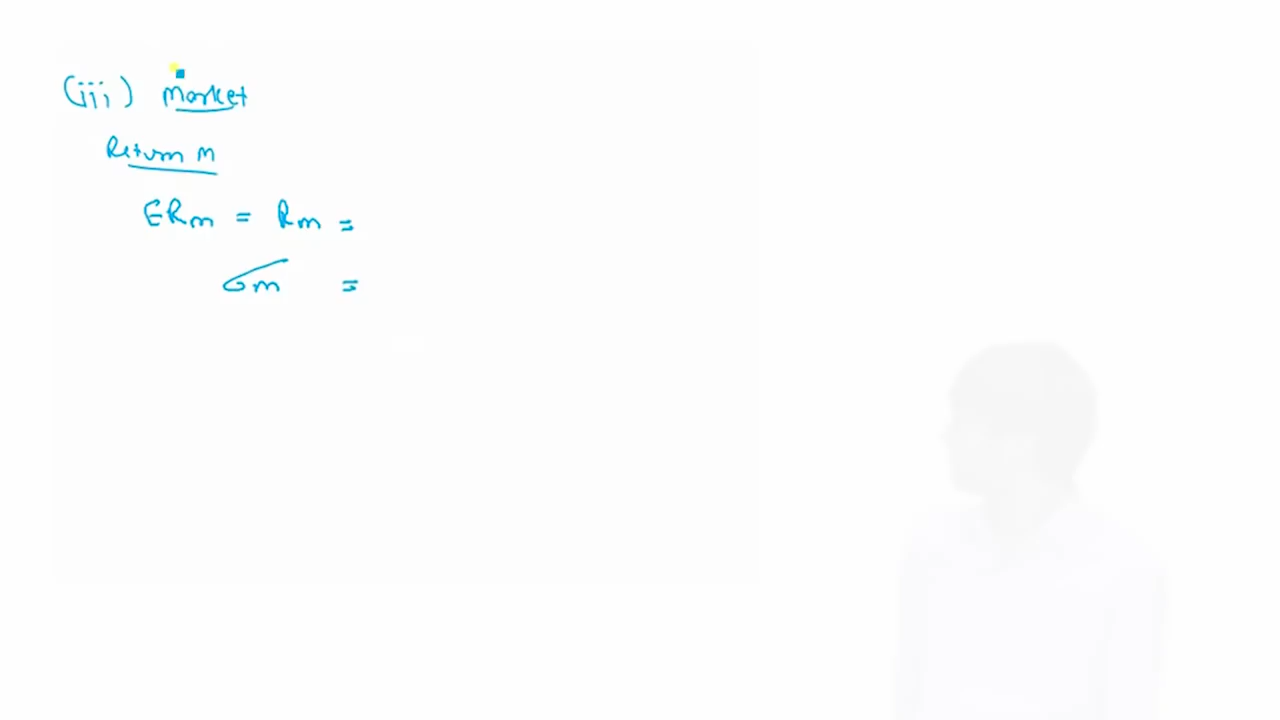 (iii) Market
Return M
ERm = Rm =
σm =